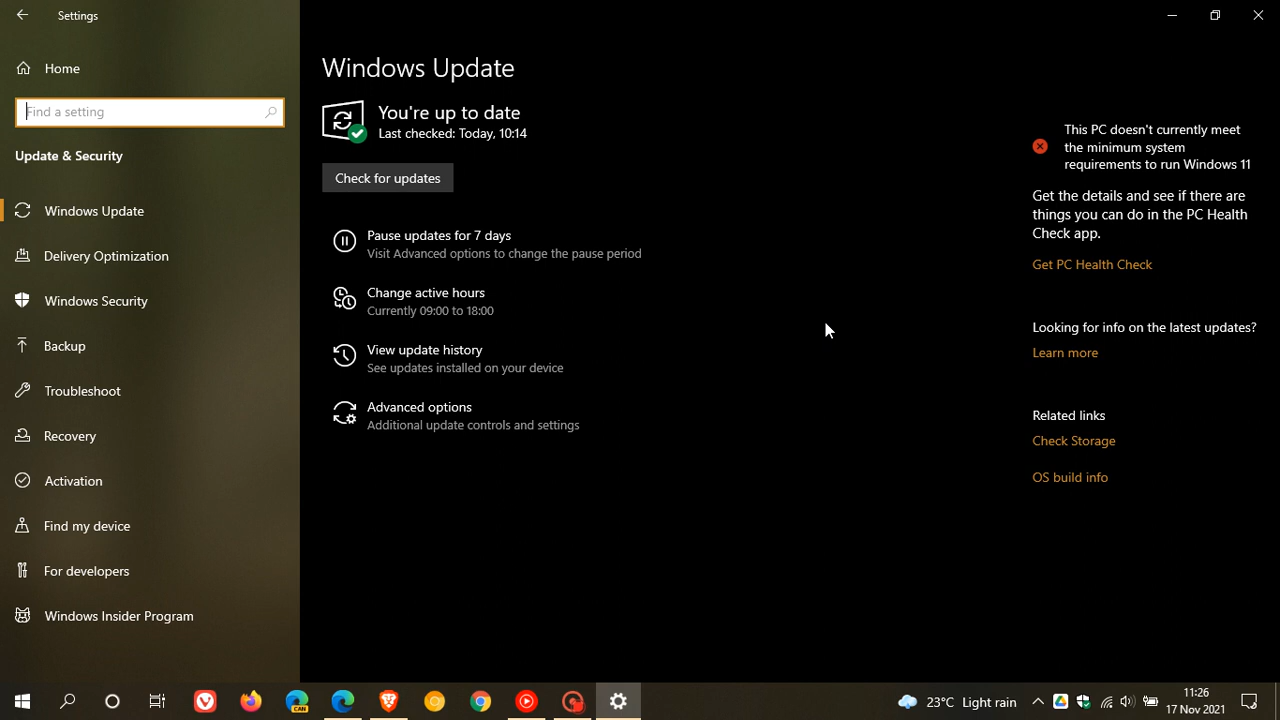 Settings
Home
Find a setting
Update & Security
Windows Update
Delivery Optimization
Windows Security
Backup
Troubleshoot
Recovery
Activation
Find my device
For developers
Windows Insider Program
Windows Update
You're up to date
Last checked: Today, 10:14
Check for updates
Pause updates for 7 days
Visit Advanced options to change the pause period
Change active hours
Currently 09:00 to 18:00
View update history
See updates installed on your device
Advanced options
Additional update controls and settings
This PC doesn't currently meet
the minimum system
requirements to run Windows 11
Get the details and see if there are
things you can do in the PC Health
Check app.
Get PC Health Check
Looking for info on the latest updates?
Learn more
Related links
Check Storage
OS build info
CAN
23°C Light rain
11:26
17 Nov 2021